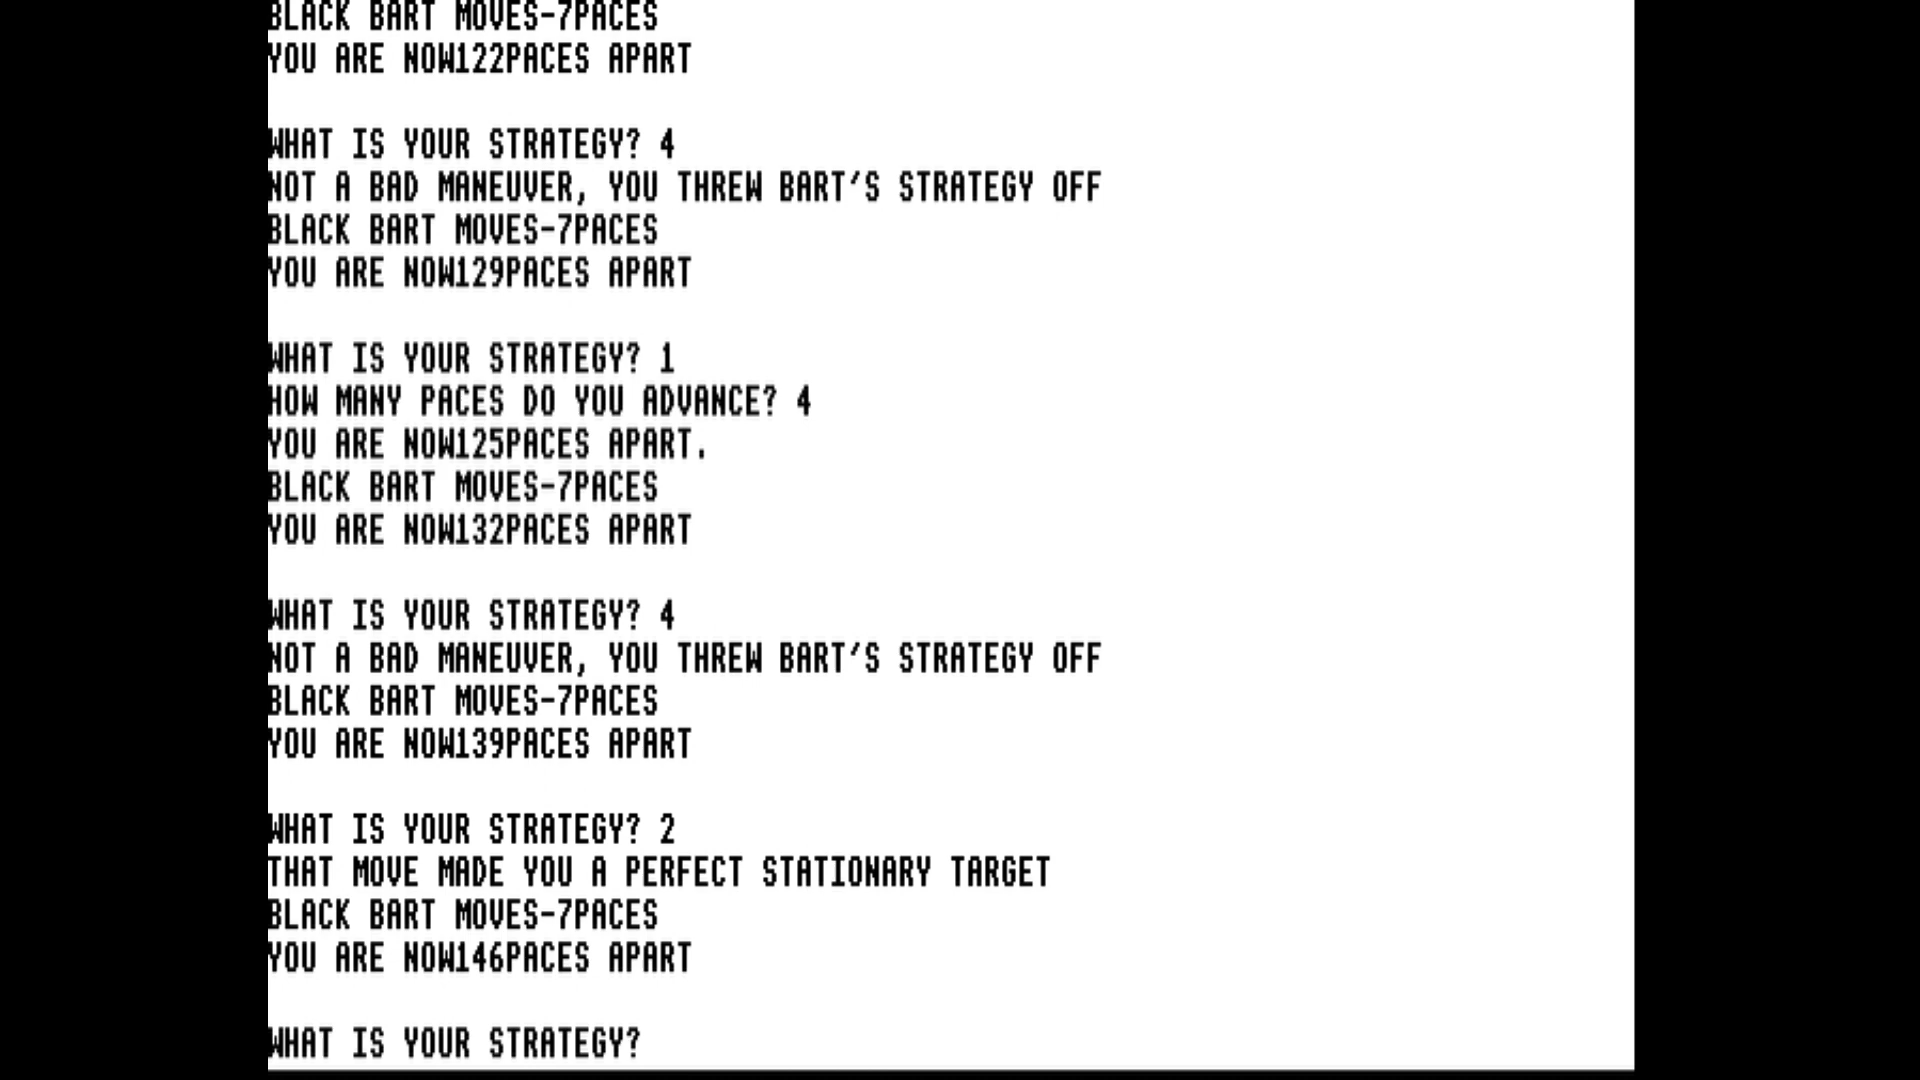 BLACK BART MOVES-7PACES
YOU ARE NOW122PACES APART
WHAT IS YOUR STRATEGY? 4
NOT A BAD MANEUVER, YOU THREW BART'S STRATEGY OFF
BLACK BART MOVES-7PACES
YOU ARE NOW129PACES APART
WHAT IS YOUR STRATEGY? 1
HOW MANY PACES DO YOU ADVANCE? 4
YOU ARE NOW125PACES APART.
BLACK BART MOVES-7PACES
YOU ARE NOW132PACES APART
WHAT IS YOUR STRATEGY? 4
NOT A BAD MANEUVER, YOU THREW BART'S STRATEGY OFF
BLACK BART MOVES-7PACES
YOU ARE NOW139PACES APART
WHAT IS YOUR STRATEGY? 2
THAT MOVE MADE YOU A PERFECT STATIONARY TARGET
BLACK BART MOVES-7PACES
YOU ARE NOW146PACES APART
WHAT IS YOUR STRATEGY?